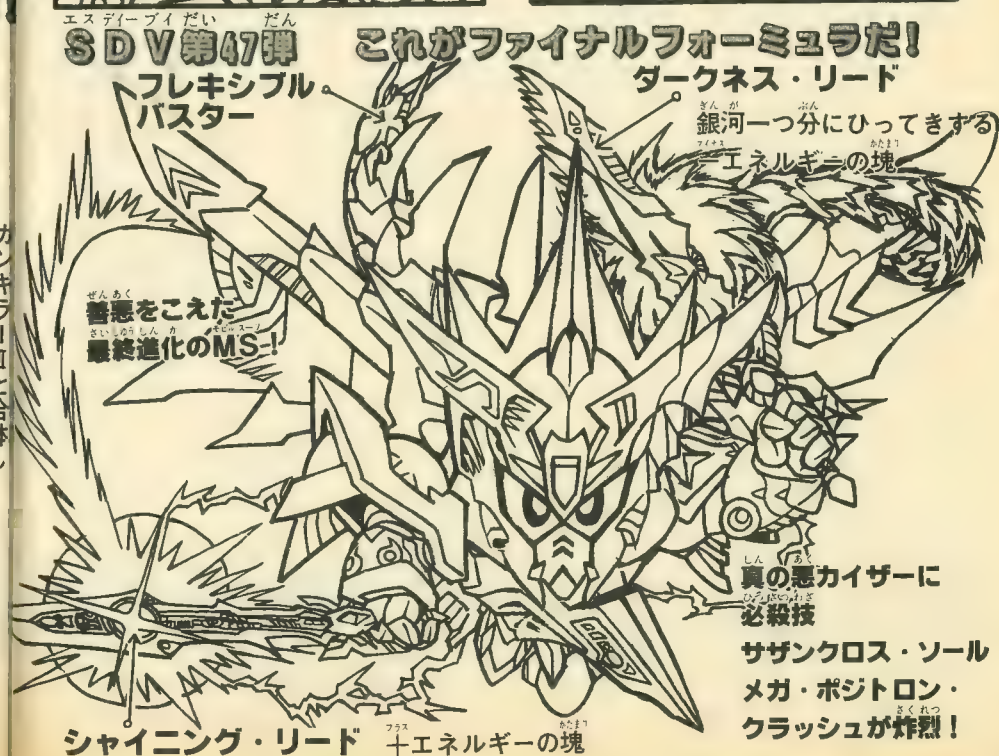 SDV第47弾 これがファイナルフォーミュラだ!
フレキシブル
バスター
ダークネス・リード
銀河一つ分にひってきする
−エネルギーの塊
善悪をこえた
最終進化のMS!
真の悪カイザーに
必殺技
サザンクロス・ソール
メガ・ポジトロン・
クラッシュが炸烈!
シャイニング・リード +エネルギーの塊